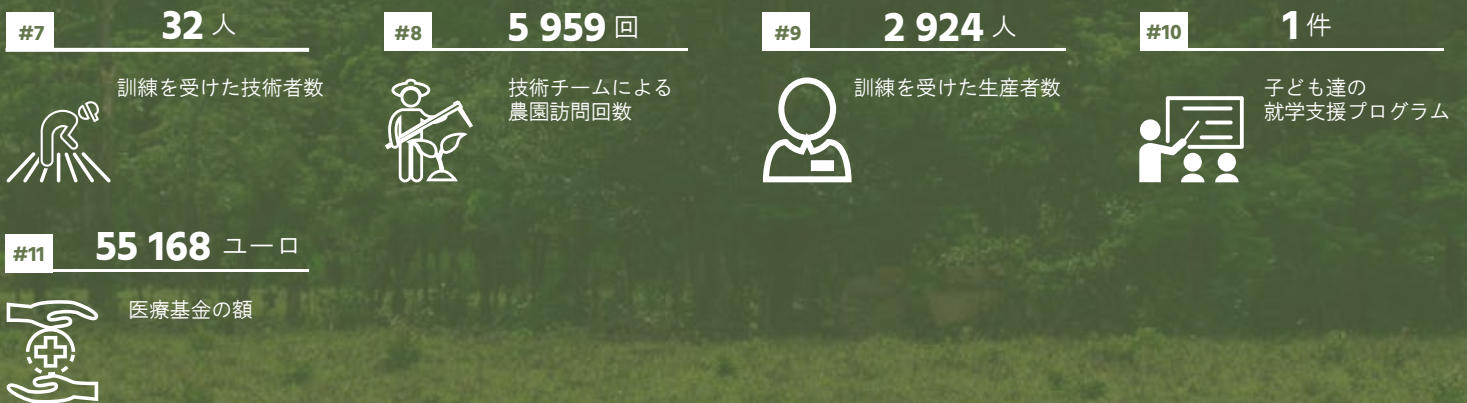 #7 32 人
訓練を受けた技術者数
#8 5 959 回
技術チームによる
農園訪問回数
#9 2 924 人
訓練を受けた生産者数
#10 1 件
子ども達の
就学支援プログラム
#11 55 168 ユーロ
医療基金の額